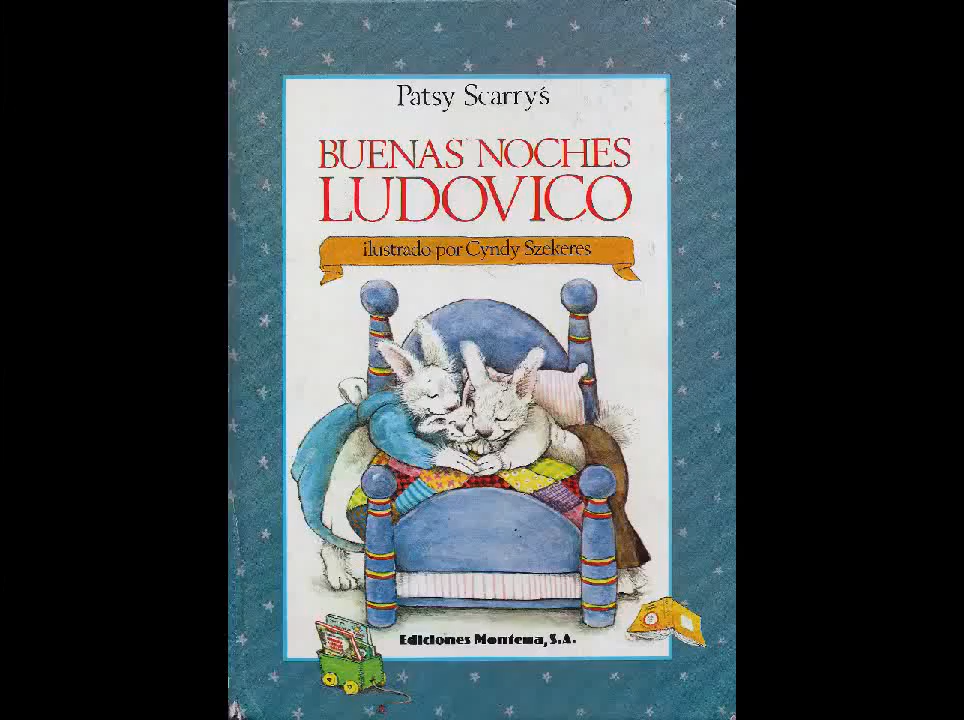 Patsy Scarry's
BUENAS NOCHES
LUDOVICO
ilustrado por Cyndy Szekeres
Ediciones Montena, S.A.